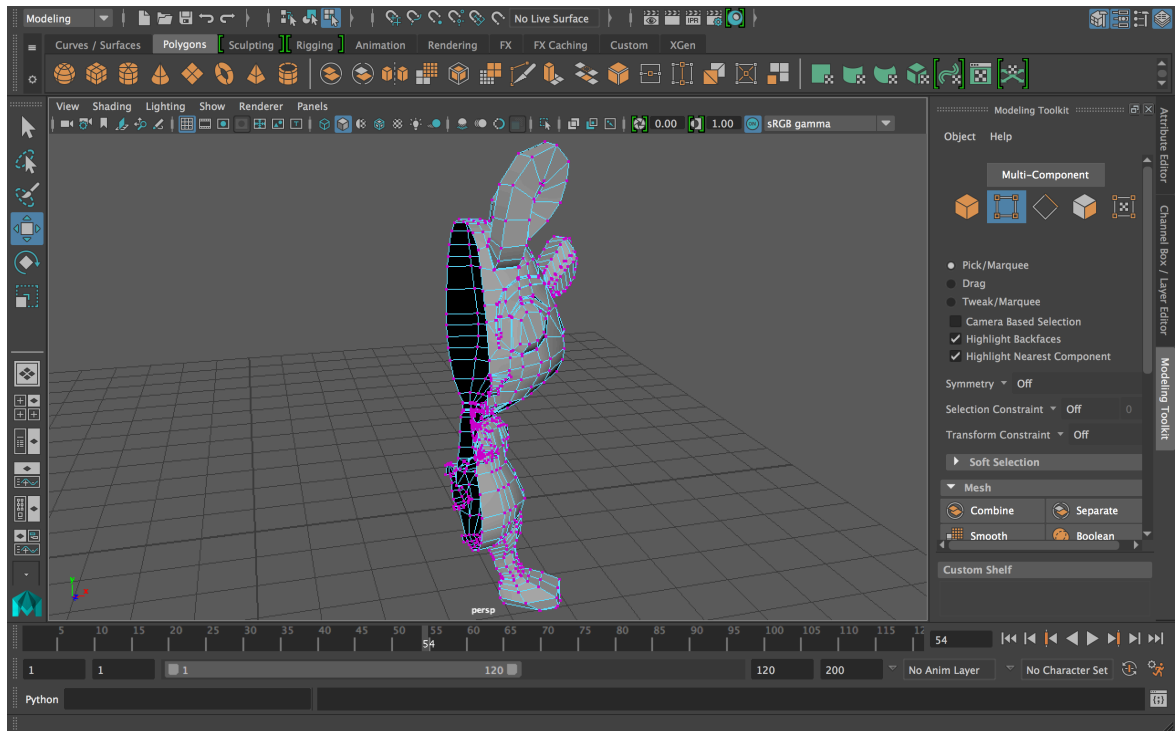 Modeling No Live Surface
Curves / Surfaces Polygons Sculpting Rigging Animation Rendering FX FX Caching Custom XGen
View Shading Lighting Show Renderer Panels
0.00 1.00 sRGB gamma
persp
Modeling Toolkit
Object Help
Multi-Component
Pick/Marquee
Drag
Tweak/Marquee
Camera Based Selection
Highlight Backfaces
Highlight Nearest Component
Symmetry Off
Selection Constraint Off 0
Transform Constraint Off
Soft Selection
Mesh
Combine Separate
Smooth Boolean
Custom Shelf
Attribute Editor
Channel Box / Layer Editor
Modeling Toolkit
5 10 15 20 25 30 35 40 45 50 55 60 65 70 75 80 85 90 95 100 105 110 115 12
54 54
1 1 1 120 120 200 No Anim Layer No Character Set
Python